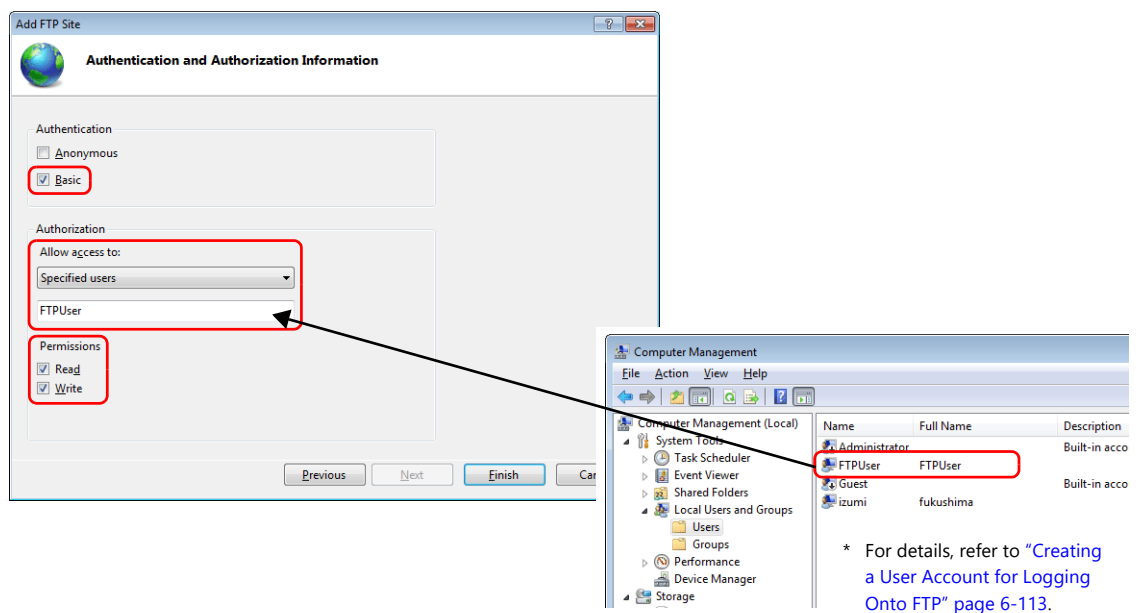 Add FTP Site
Authentication and Authorization Information
Authentication
Anonymous
Basic
Authorization
Allow access to:
Specified users
FTPUser
Permissions
Read
Write
Previous Next Finish
Computer Management
File Action View Help
Computer Management (Local)
System Tools
Task Scheduler
Event Viewer
Shared Folders
Local Users and Groups
Users
Groups
Performance
Device Manager
Storage
Name Full Name Description
Administrator Built-in acco
FTPUser FTPUser
Guest Built-in acco
izumi fukushima
* For details, refer to “Creating
a User Account for Logging
Onto FTP” page 6-113.